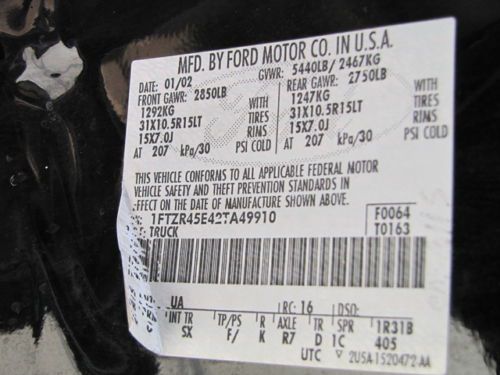 MFD. BY FORD MOTOR CO. IN U.S.A.
DATE: 01/02 GVWR: 5440LB/ 2467KG
FRONT GAWR: 2850LB REAR GAWR: 2750LB
1292KG WITH 1247KG WITH
31X10.5R15LT TIRES 31X10.5R15LT TIRES
15X7.0J RIMS 15X7.0J RIMS
AT 207 kPa/30 PSI COLD AT 207 kPa/30 PSI COLD
THIS VEHICLE CONFORMS TO ALL APPLICABLE FEDERAL MOTOR
VEHICLE SAFETY AND THEFT PREVENTION STANDARDS IN
EFFECT ON THE DATE OF MANUFACTURE SHOWN ABOVE.
1FTZR45E42TA49910 F0064
TRUCK T0163
UA RC: 16 DSO:
INT TR TP/PS R AXLE TR SPR 1R31B
SX F/ K R7 D 1C 405
UTC 2U5A-1520472-AA